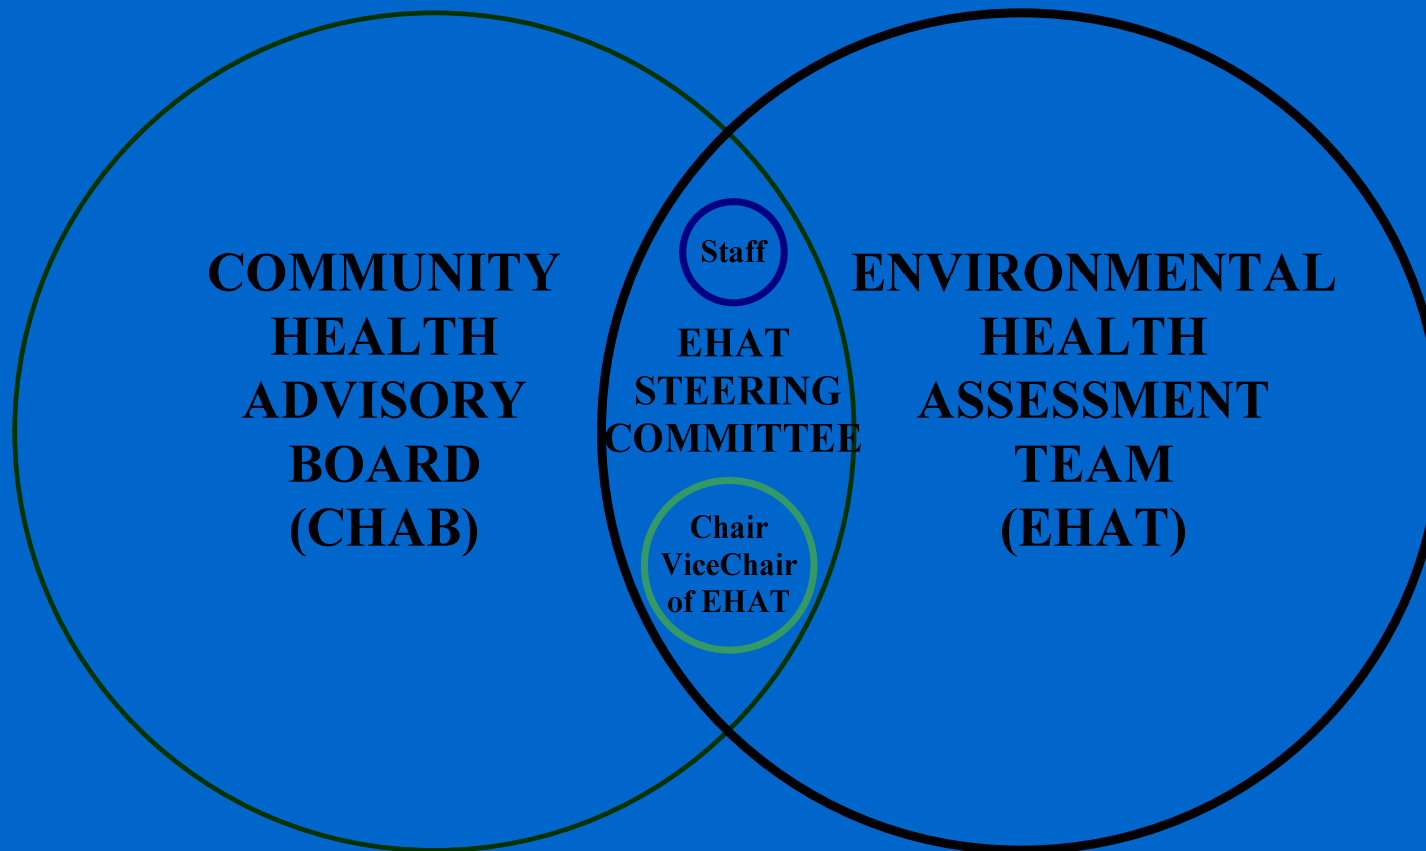 COMMUNITY
HEALTH
ADVISORY
BOARD
(CHAB)
Staff
EHAT
STEERING
COMMITTEE
Chair
ViceChair
of EHAT
ENVIRONMENTAL
HEALTH
ASSESSMENT
TEAM
(EHAT)